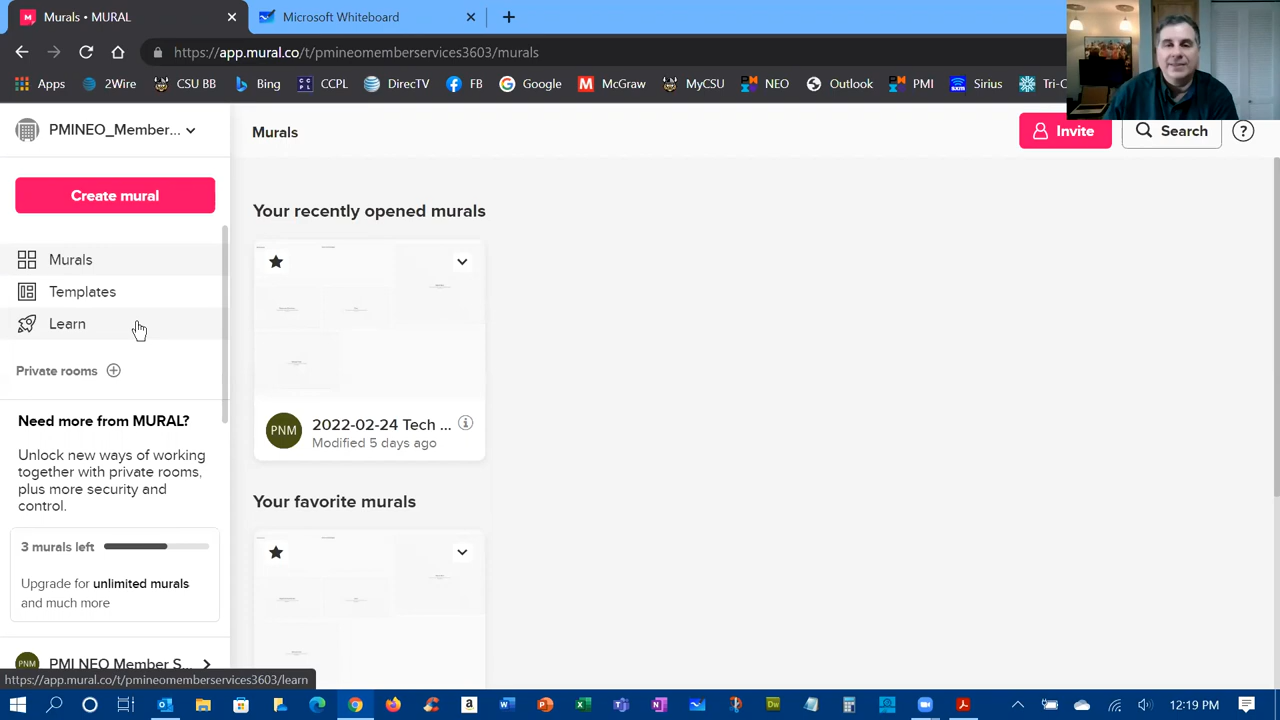 Murals • MURAL
Microsoft Whiteboard
https://app.mural.co/t/pmineomemberservices3603/murals
Apps 2Wire CSU BB Bing CCPL DirecTV FB Google McGraw MyCSU NEO Outlook PMI Sirius Tri-C
PMINEO_Member...
Murals
Invite
Search
?
Create mural
Your recently opened murals
Murals
Templates
Learn
Private rooms
Need more from MURAL?
Unlock new ways of working
together with private rooms,
plus more security and
control.
PNM
2022-02-24 Tech ...
Modified 5 days ago
Your favorite murals
3 murals left
Upgrade for unlimited murals
and much more
PNM
PMI NEO Member S...
https://app.mural.co/t/pmineomemberservices3603/learn
12:19 PM